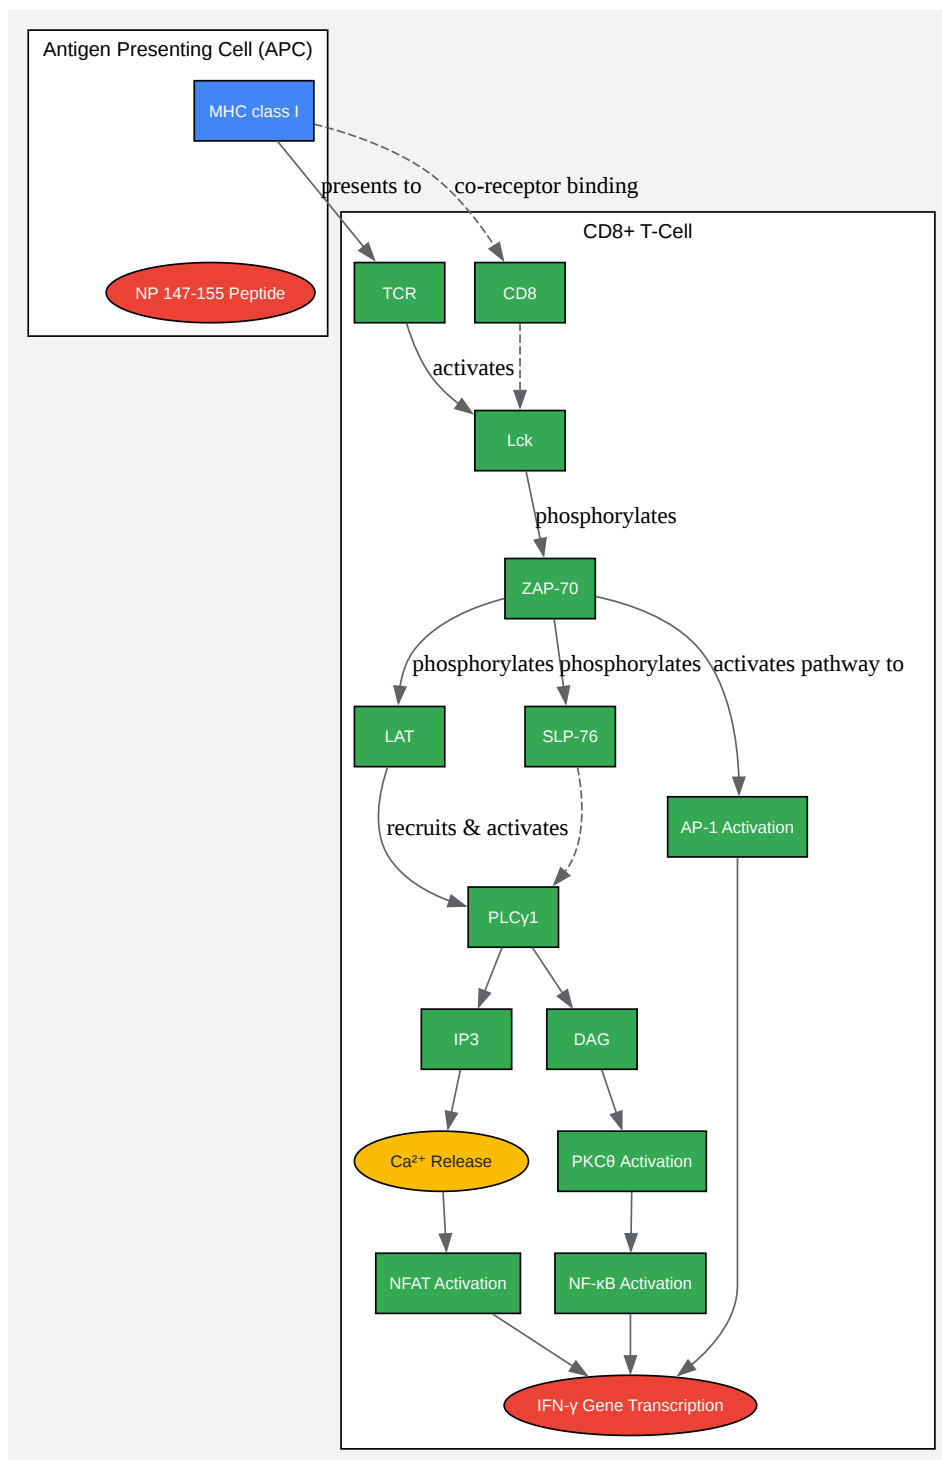 Antigen Presenting Cell (APC)
MHC class I
presents to
co-receptor binding
CD8+ T-Cell
NP 147-155 Peptide
TCR
CD8
activates
Lck
phosphorylates
ZAP-70
phosphorylates
phosphorylates
activates pathway to
LAT
SLP-76
recruits & activates
AP-1 Activation
PLCγ1
IP3
DAG
Ca²⁺ Release
PKCθ Activation
NFAT Activation
NF-κB Activation
IFN-γ Gene Transcription